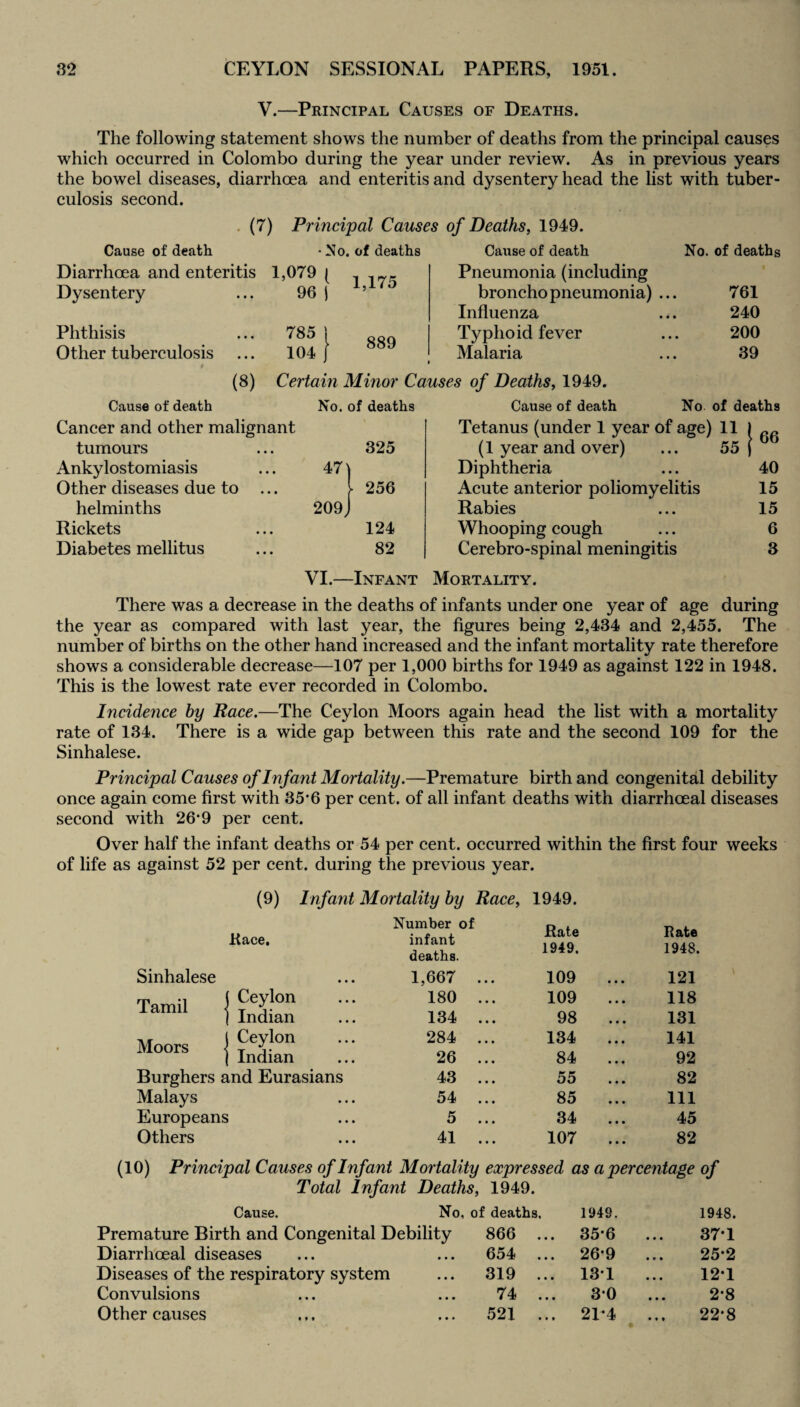 32 CEYLON SESSIONAL PAPERS, 1951.
V.—Principal Causes of Deaths.
The following statement shows the number of deaths from the principal causes
which occurred in Colombo during the year under review. As in previous years
the bowel diseases, diarrhœa and enteritis and dysentery head the list with tuber-
culosis second.
(7) Principal Causes of Deaths, 1949.
Cause of death No. of deaths Cause of death No. of deaths
Diarrhœa and enteritis 1,079 } 1,175 Pneumonia (including
Dysentery ... 96 } bronchopneumonia) ... 761
Influenza ... 240
Phthisis ... 785 } 889 Typhoid fever ... 200
Other tuberculosis ... 104 } Malaria ... 39
(8) Certain Minor Causes of Deaths, 1949.
Cause of death No. of deaths Cause of death No. of deaths
Cancer and other malignant Tetanus (under 1 year of age) 11 } 66
tumours ... 325 (1 year and over) ... 55 }
Ankylostomiasis ... 47 } Diphtheria ... 40
Other diseases due to ... } 256 Acute anterior poliomyelitis 15
helminths 209 } Rabies ... 15
Rickets ... 124 Whooping cough ... 6
Diabetes mellitus ... 82 Cerebro-spinal meningitis 3
VI.—Infant Mortality.
There was a decrease in the deaths of infants under one year of age during
the year as compared with last year, the figures being 2,434 and 2,455. The
number of births on the other hand increased and the infant mortality rate therefore
shows a considerable decrease—107 per 1,000 births for 1949 as against 122 in 1948.
This is the lowest rate ever recorded in Colombo.
Incidence by Race.—The Ceylon Moors again head the list with a mortality
rate of 134. There is a wide gap between this rate and the second 109 for the
Sinhalese.
Principal Causes of Infant Mortality.—Premature birth and congenital debility
once again come first with 35·6 per cent. of all infant deaths with diarrhœal diseases
second with 26·9 per cent.
Over half the infant deaths or 54 per cent. occurred within the first four weeks
of life as against 52 per cent. during the previous year.
(9) Infant Mortality by Race, 1949.
Race. Number of infant deaths. Rate 1949. Rate 1948.
Sinhalese ... 1,667 ... 109 ... 121
Tamil { Ceylon ... 180 ... 109 ... 118
{ Indian ... 134 ... 98 ... 131
Moors { Ceylon ... 284 ... 134 ... 141
{ Indian ... 26 ... 84 ... 92
Burghers and Eurasians 43 ... 55 ... 82
Malays ... 54 ... 85 ... 111
Europeans ... 5 ... 34 ... 45
Others ... 41 ... 107 ... 82
(10) Principal Causes of Infant Mortality expressed as a percentage of
Total Infant Deaths, 1949.
Cause. No. of deaths. 1949. 1948.
Premature Birth and Congenital Debility 866 ... 35·6 ... 37·1
Diarrhœal diseases ... ... 654 ... 26·9 ... 25·2
Diseases of the respiratory system ... 319 ... 13·1 ... 12·1
Convulsions ... ... 74 ... 3·0 ... 2·8
Other causes ... ... 521 ... 21·4 ... 22·8